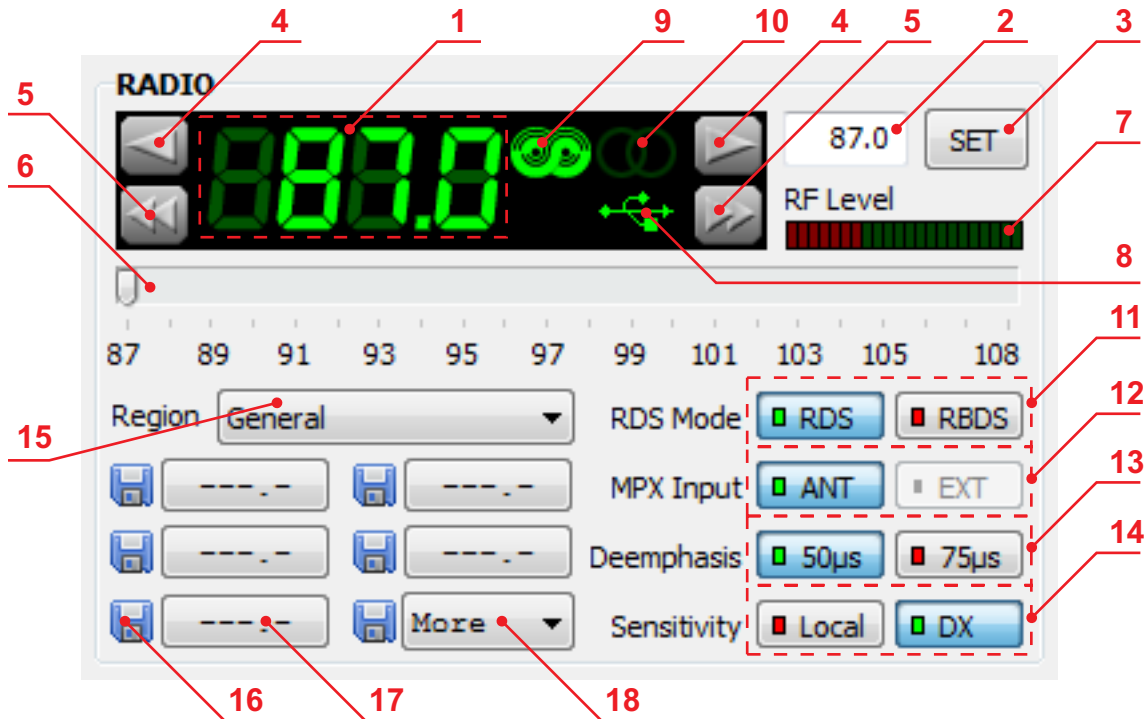 4 1 9 10 4 5 2 3
RADIO
5
87.0
87.0
SET
7
6
RF Level
8
87 89 91 93 95 97 99 101 103 105 108
11
Region General
RDS Mode RDS RBDS
12
15
---.- ---.-
MPX Input ANT EXT
13
---.- ---.-
Deemphasis 50µs 75µs
14
---.- More
Sensitivity Local DX
16 17 18